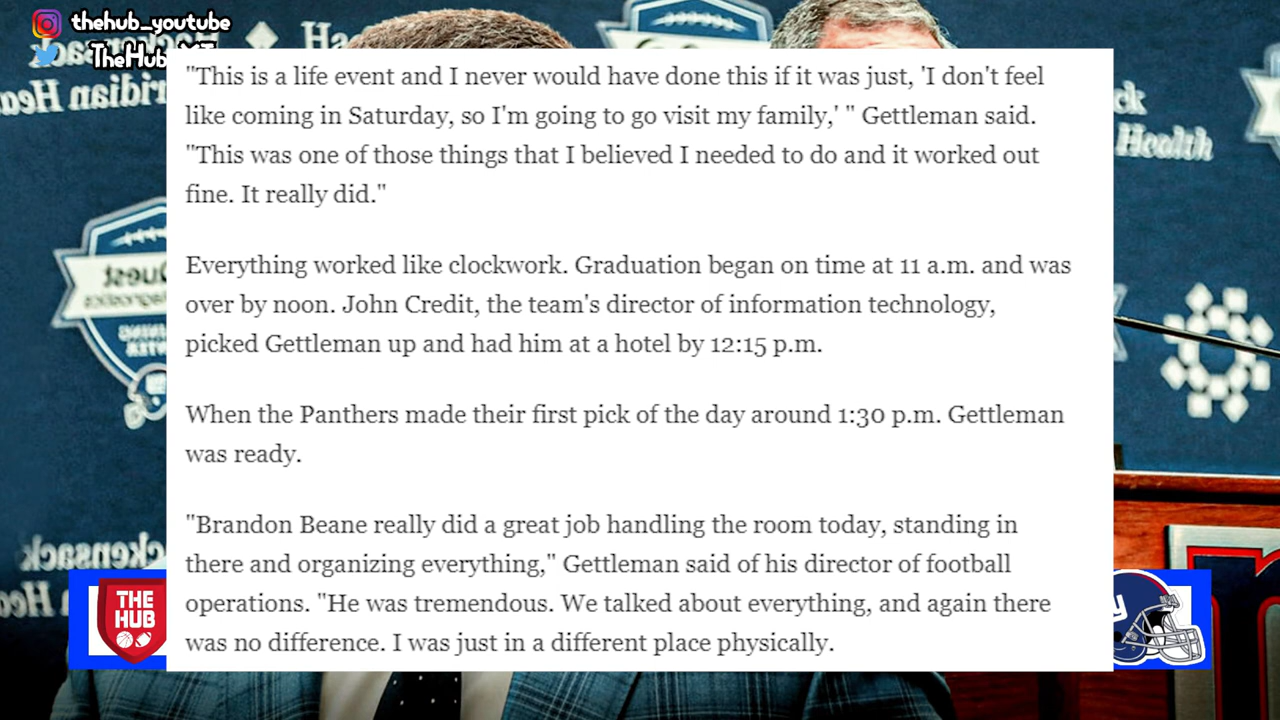 thehub_youtube
TheHub
"This is a life event and I never would have done this if it was just, 'I don't feel
like coming in Saturday, so I'm going to go visit my family,' " Gettleman said.
"This was one of those things that I believed I needed to do and it worked out
fine. It really did."
Everything worked like clockwork. Graduation began on time at 11 a.m. and was
over by noon. John Credit, the team's director of information technology,
picked Gettleman up and had him at a hotel by 12:15 p.m.
When the Panthers made their first pick of the day around 1:30 p.m. Gettleman
was ready.
"Brandon Beane really did a great job handling the room today, standing in
there and organizing everything," Gettleman said of his director of football
operations. "He was tremendous. We talked about everything, and again there
was no difference. I was just in a different place physically.
THE
HUB
Health